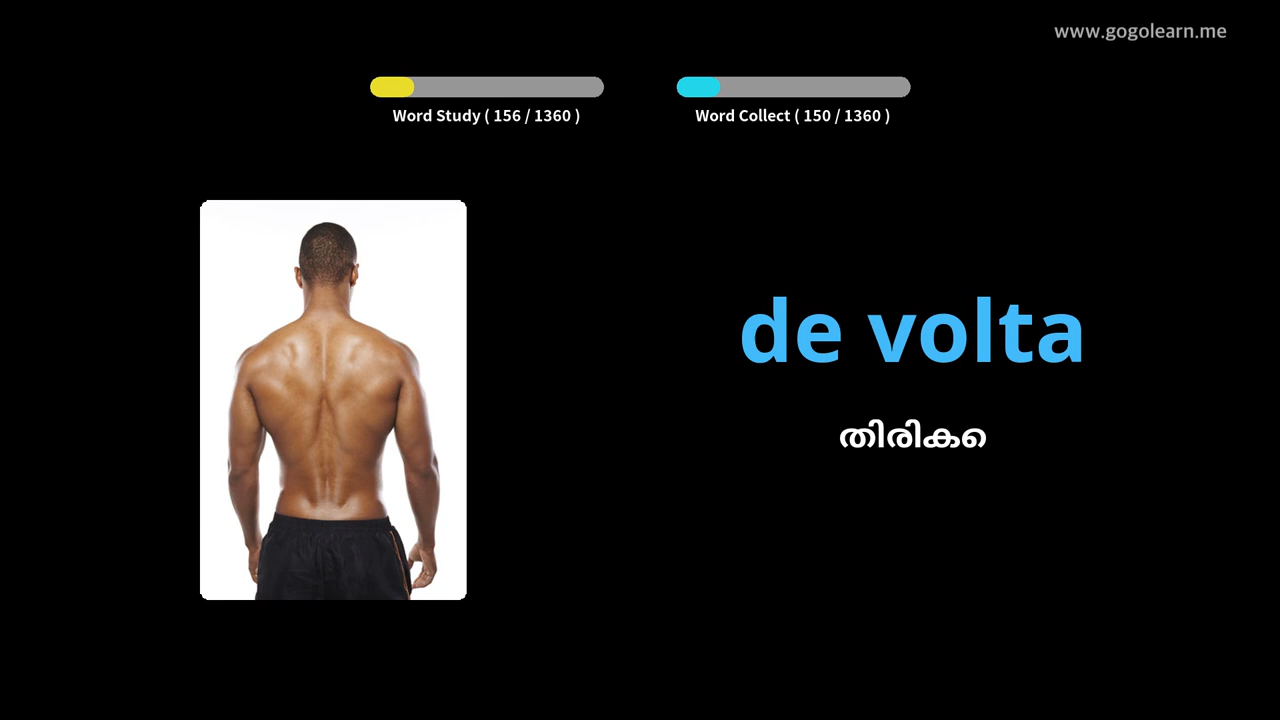 www.gogolearn.me
Word Study ( 156 / 1360 )
Word Collect ( 150 / 1360 )
de volta
തിരികെ